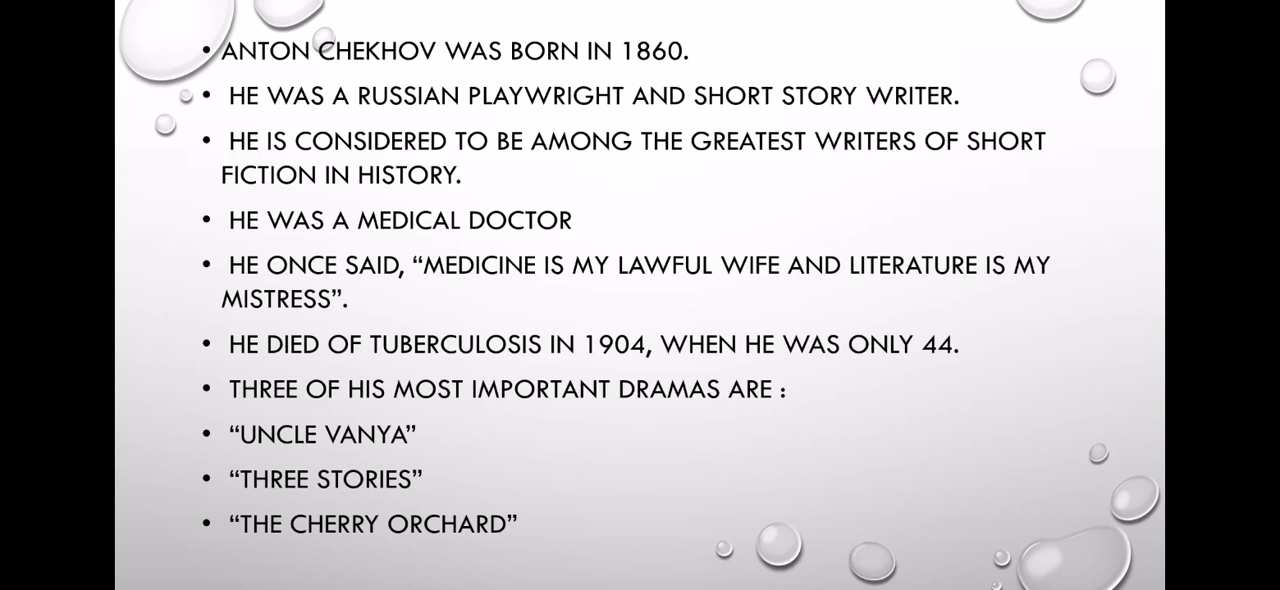 • ANTON CHEKHOV WAS BORN IN 1860.
• HE WAS A RUSSIAN PLAYWRIGHT AND SHORT STORY WRITER.
• HE IS CONSIDERED TO BE AMONG THE GREATEST WRITERS OF SHORT
FICTION IN HISTORY.
• HE WAS A MEDICAL DOCTOR
• HE ONCE SAID, “MEDICINE IS MY LAWFUL WIFE AND LITERATURE IS MY
MISTRESS”.
• HE DIED OF TUBERCULOSIS IN 1904, WHEN HE WAS ONLY 44.
• THREE OF HIS MOST IMPORTANT DRAMAS ARE :
• “UNCLE VANYA”
• “THREE STORIES”
• “THE CHERRY ORCHARD”